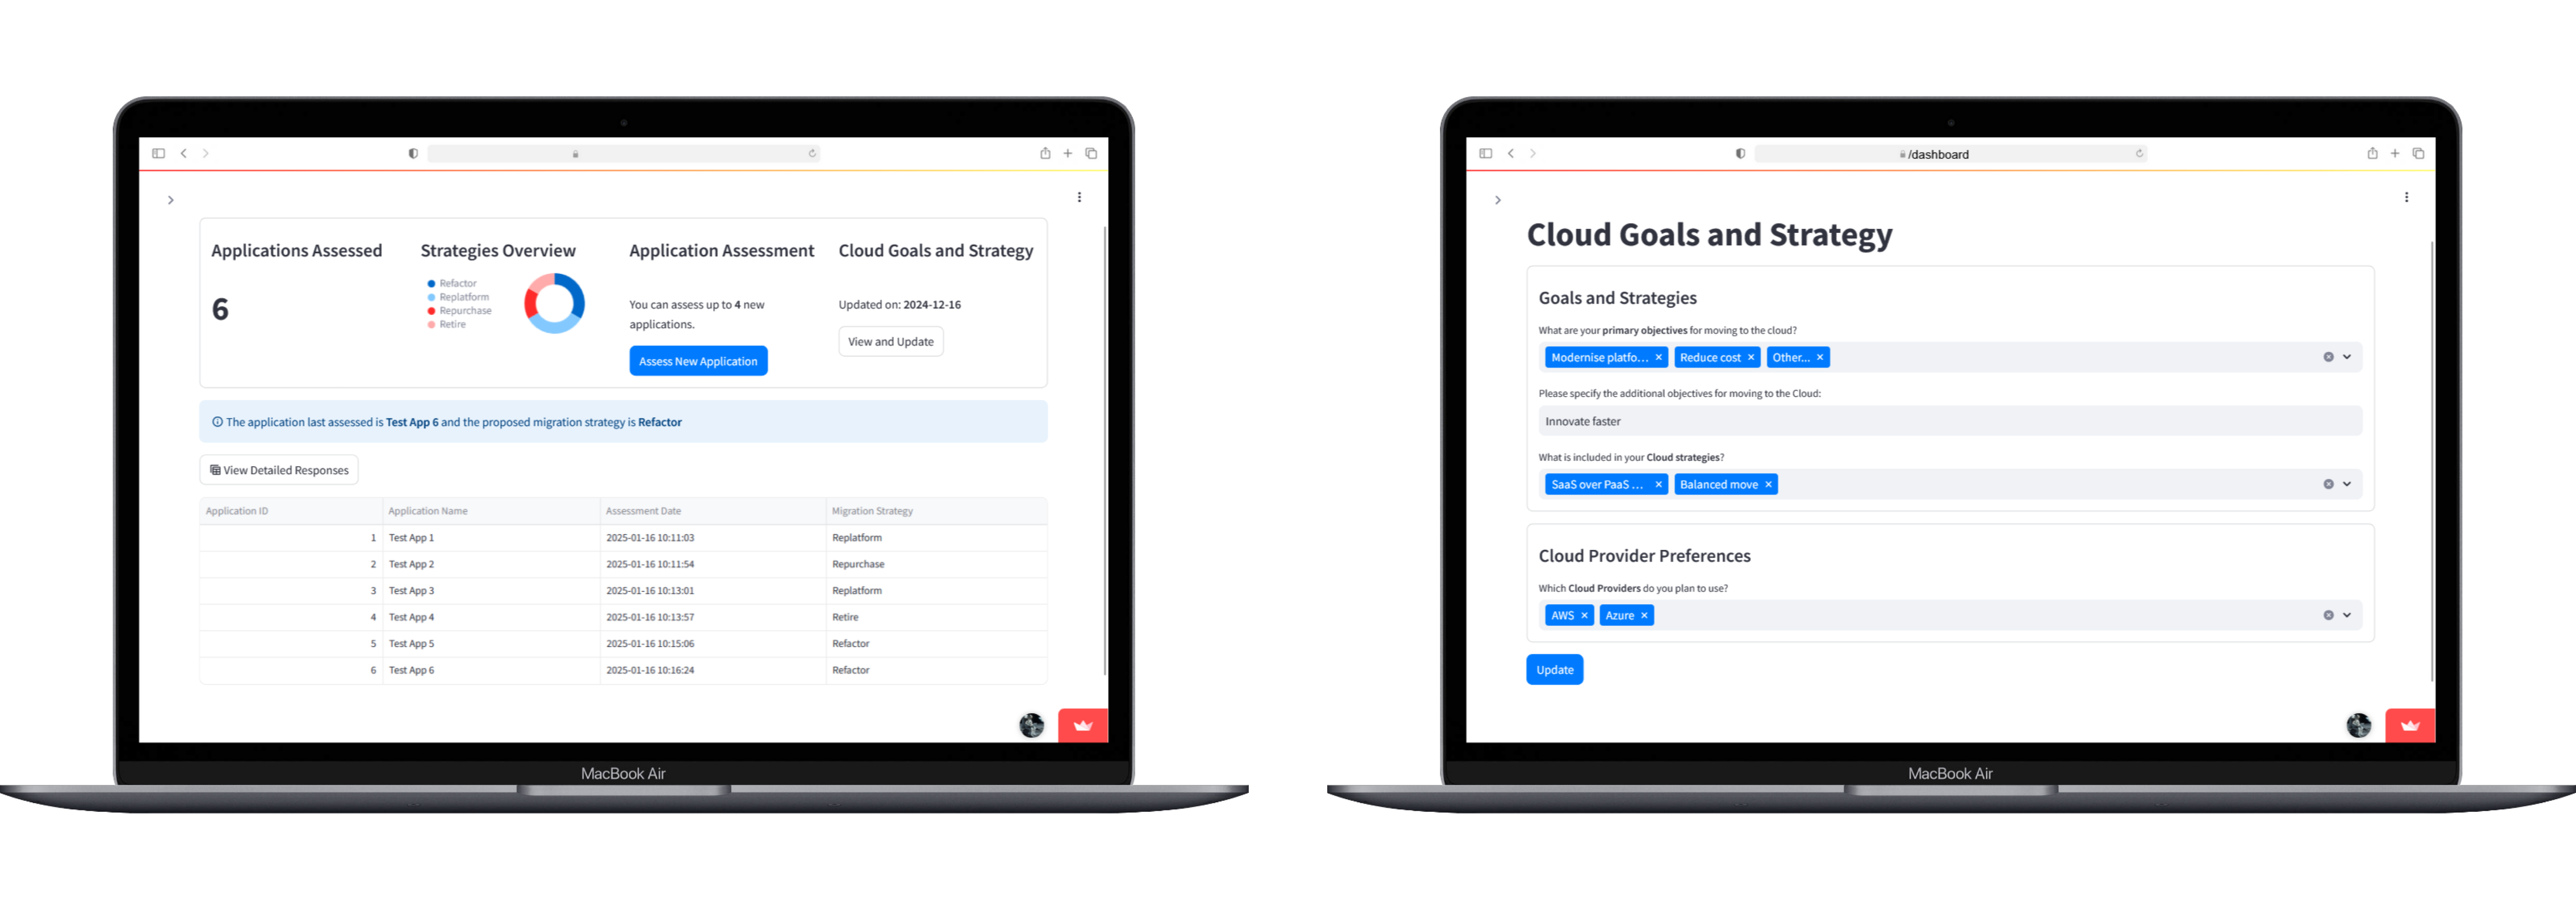 Applications Assessed
6
Strategies Overview
Refactor
Replatform
Repurchase
Retire
Application Assessment
You can assess up to 4 new
applications.
Assess New Application
Cloud Goals and Strategy
Updated on: 2024-12-16
View and Update
The application last assessed is Test App 6 and the proposed migration strategy is Refactor
View Detailed Responses
Application ID Application Name Assessment Date Migration Strategy
1 Test App 1 2025-01-16 10:11:03 Replatform
2 Test App 2 2025-01-16 10:11:54 Repurchase
3 Test App 3 2025-01-16 10:13:01 Replatform
4 Test App 4 2025-01-16 10:13:57 Retire
5 Test App 5 2025-01-16 10:15:06 Refactor
6 Test App 6 2025-01-16 10:16:24 Refactor
MacBook Air
/dashboard
Cloud Goals and Strategy
Goals and Strategies
What are your primary objectives for moving to the cloud?
Modernise platfo... × Reduce cost × Other... ×
Please specify the additional objectives for moving to the Cloud:
Innovate faster
What is included in your Cloud strategies?
SaaS over PaaS ... × Balanced move ×
Cloud Provider Preferences
Which Cloud Providers do you plan to use?
AWS × Azure ×
Update
MacBook Air